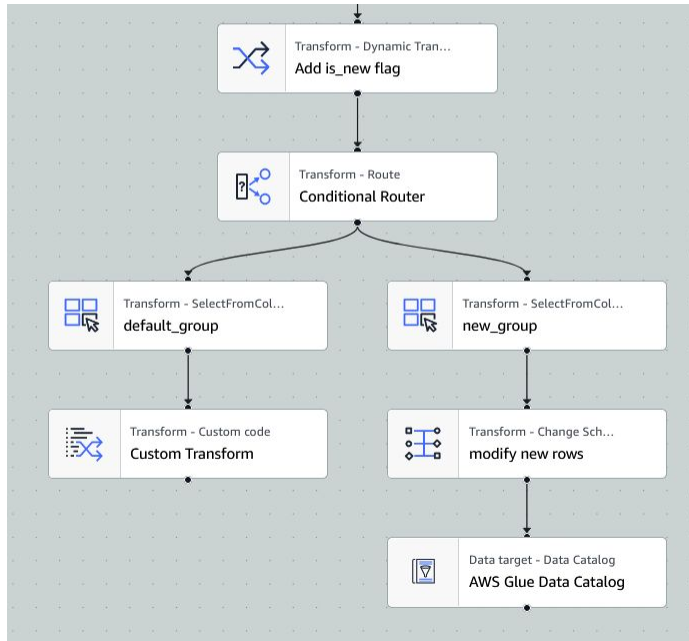 Transform - Dynamic Tran...
Add is_new flag
?
Transform - Route
Conditional Router
Transform - SelectFromCol...
default_group
Transform - SelectFromCol...
new_group
Transform - Custom code
Custom Transform
Transform - Change Sch...
modify new rows
Data target - Data Catalog
AWS Glue Data Catalog